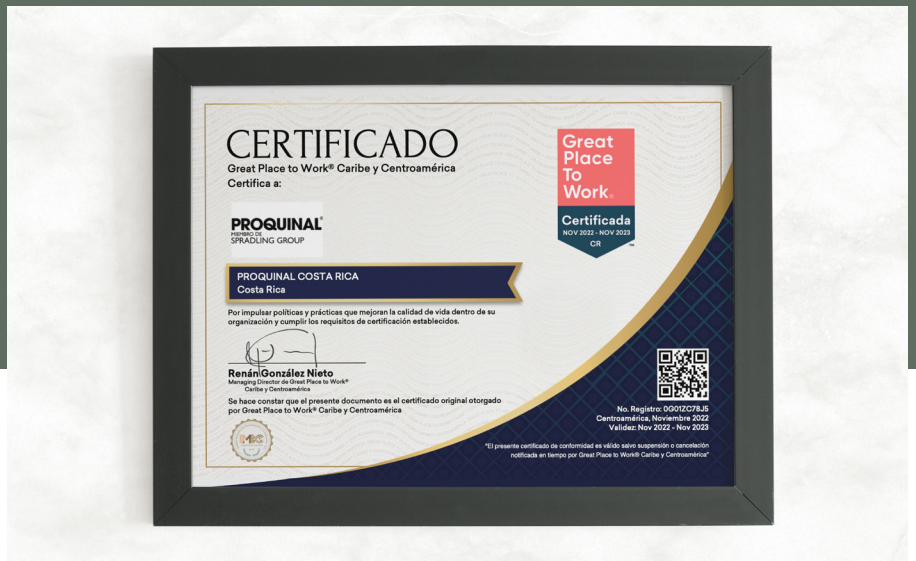 CERTIFICADO
Great Place to Work® Caribe y Centroamérica
Certifica a:
PROQUINAL®
MIEMBRO DE
SPRADLING GROUP
PROQUINAL COSTA RICA
Costa Rica
Por impulsar políticas y prácticas que mejoran la calidad de vida dentro de su
organización y cumplir los requisitos de certificación establecidos.
Renán González Nieto
Managing Director de Great Place to Work®
Caribe y Centroamérica
Se hace constar que el presente documento es el certificado original otorgado
por Great Place to Work® Caribe y Centroamérica
Great
Place
To
Work®
Certificada
NOV 2022 - NOV 2023
CR
™
No. Registro: 0G01ZC78J5
Centroamérica, Noviembre 2022
Validez: Nov 2022 - Nov 2023
"El presente certificado de conformidad es válido salvo suspensión o cancelación
notificada en tiempo por Great Place to Work® Caribe y Centroamérica"